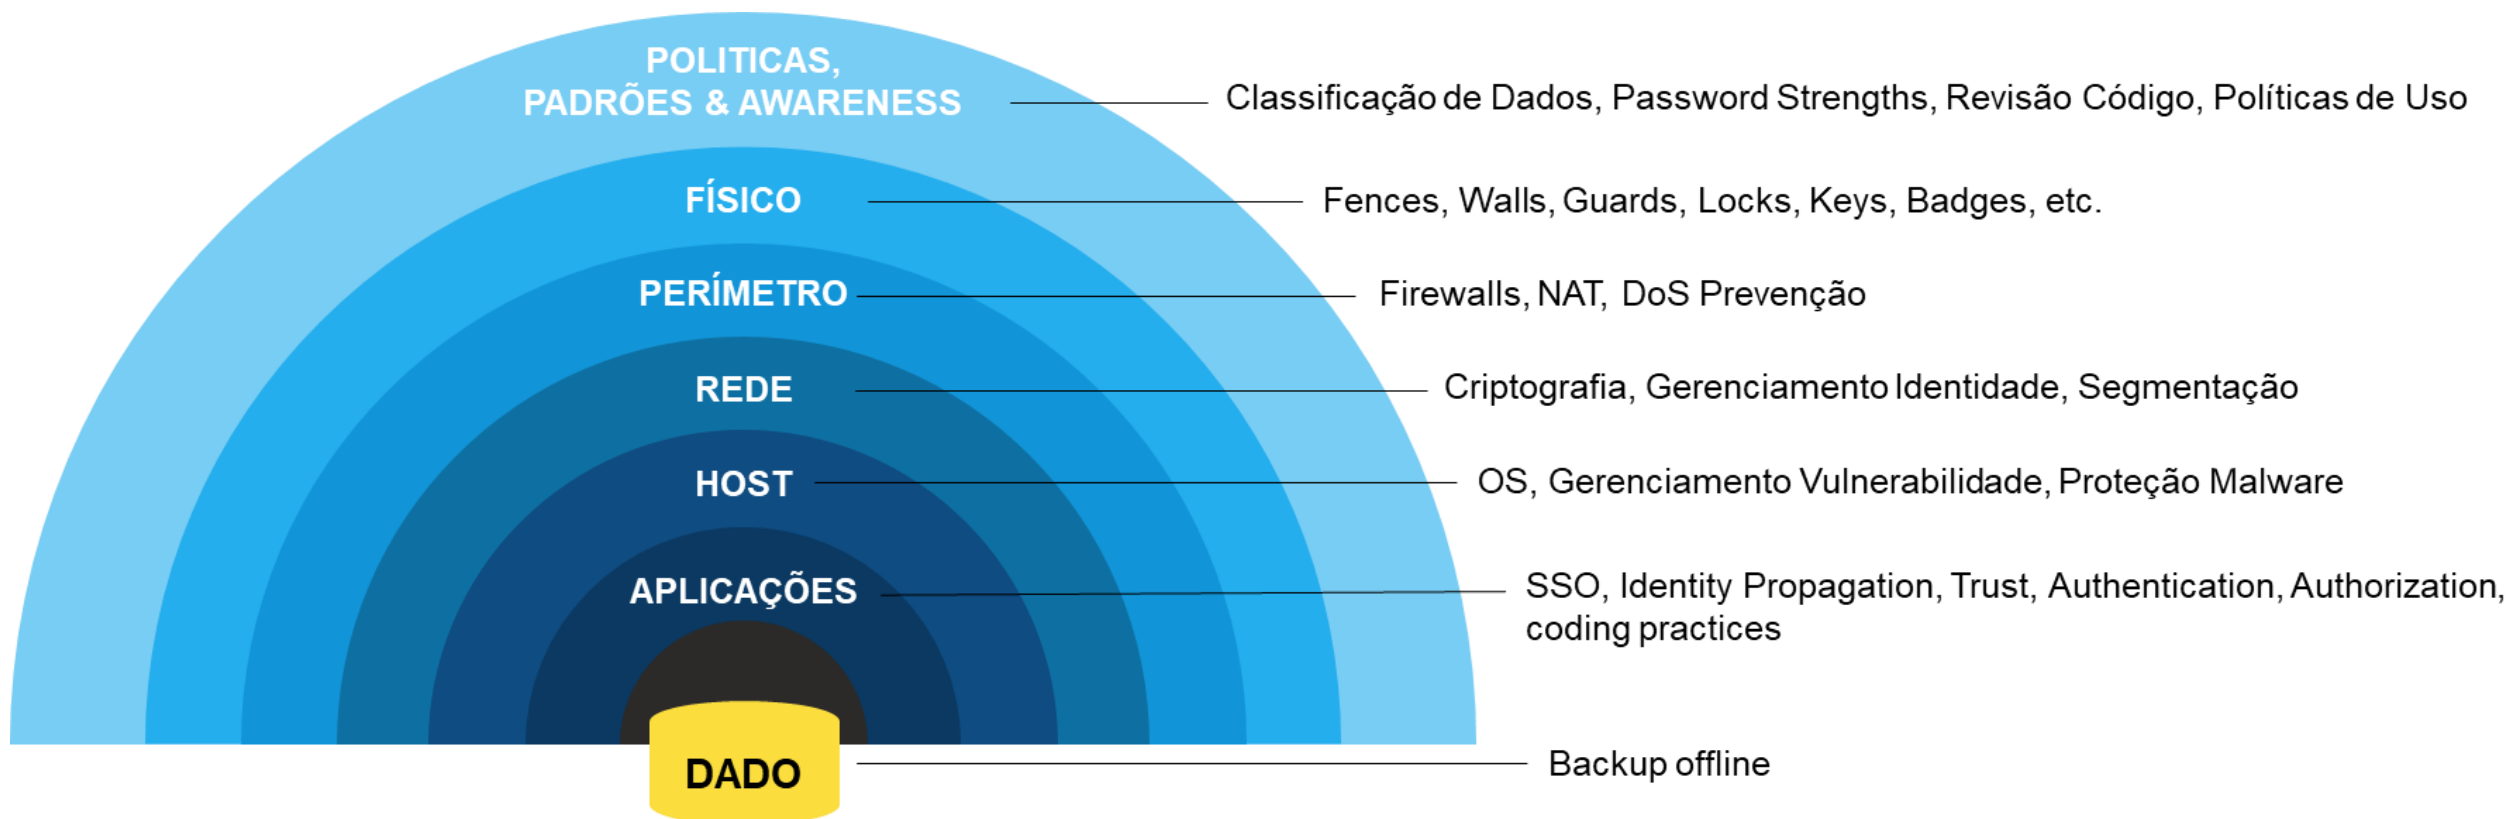 POLITICAS,
PADRÕES & AWARENESS
Classificação de Dados, Password Strengths, Revisão Código, Políticas de Uso
FÍSICO
Fences, Walls, Guards, Locks, Keys, Badges, etc.
PERÍMETRO
Firewalls, NAT, DoS Prevenção
REDE
Criptografia, Gerenciamento Identidade, Segmentação
HOST
OS, Gerenciamento Vulnerabilidade, Proteção Malware
APLICAÇÕES
SSO, Identity Propagation, Trust, Authentication, Authorization,
coding practices
DADO
Backup offline